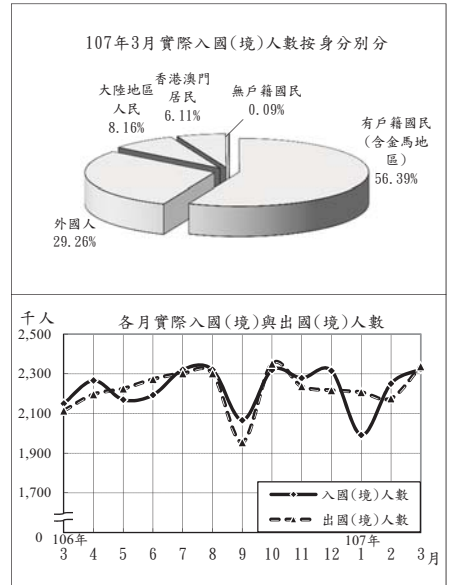 107年3月實際入國(境)人數按身分別分
香港澳門
居民
6.11%
無戶籍國民
0.09%
大陸地區
人民
8.16%
有戶籍國民
(含金馬地
區)
56.39%
外國人
29.26%
千人
各月實際入國(境)與出國(境)人數
2,500
2,300
2,100
1,900
1,700
0
入國(境)人數
出國(境)人數
106年
107年
3 4 5 6 7 8 9 10 11 12 1 2 3月